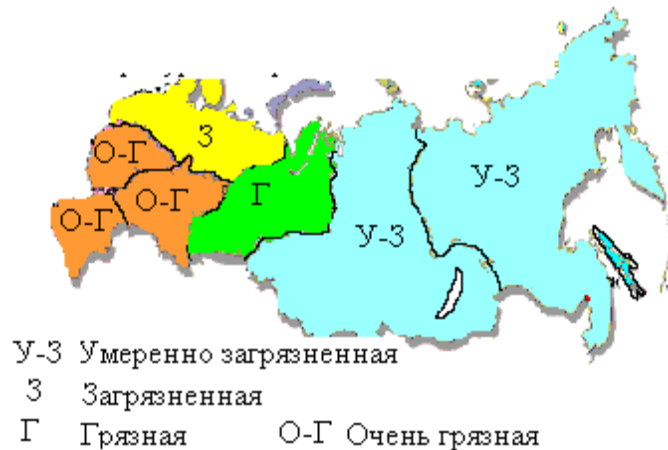 З
О-Г
У-З
О-Г
Г
О-Г
У-З
У-З Умеренно загрязненная
З Загрязненная
Г Грязная О-Г Очень грязная